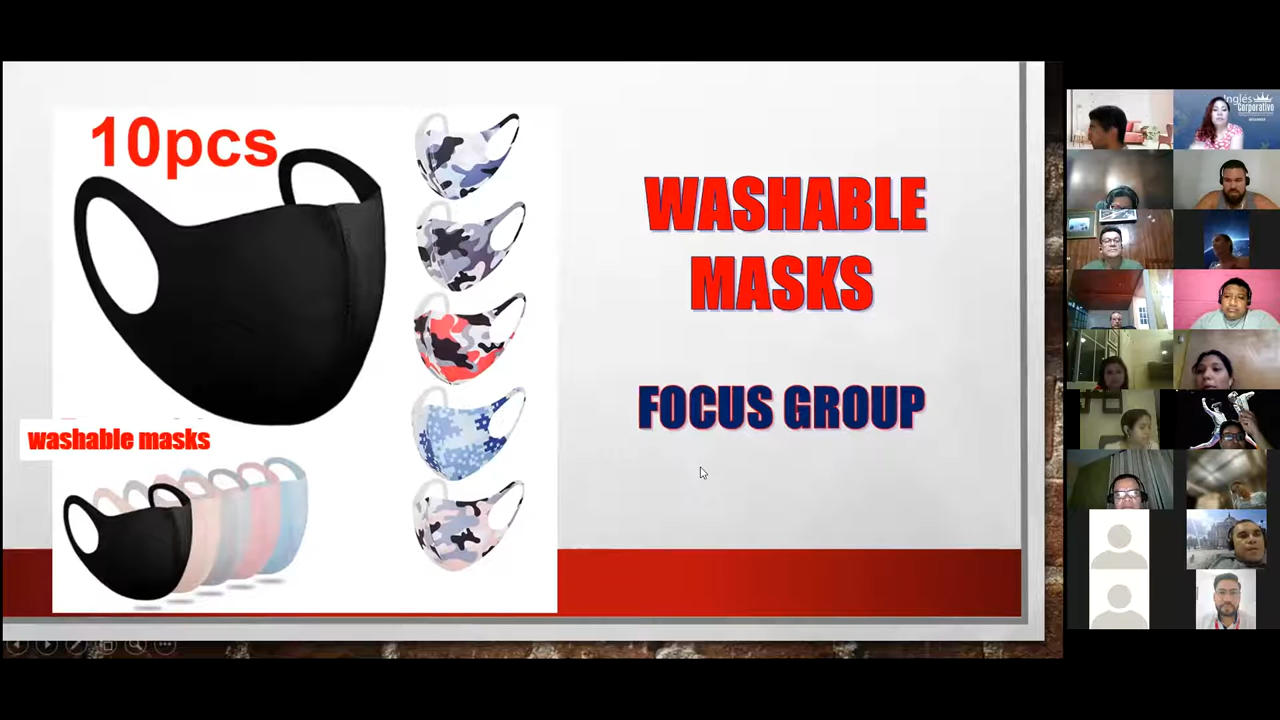 10pcs
washable masks
WASHABLE
MASKS
FOCUS GROUP
Inglés
Corporativo